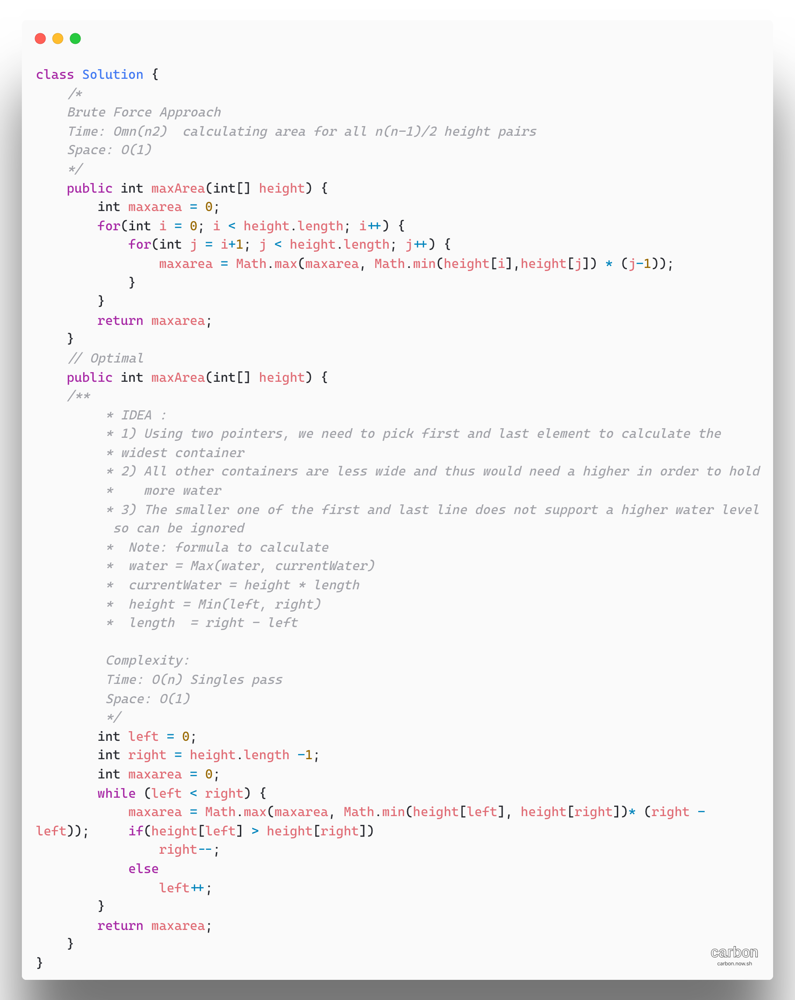 class Solution {
    /*
    Brute Force Approach
    Time: Omn(n2)  calculating area for all n(n-1)/2 height pairs
    Space: O(1)
    */
    public int maxArea(int[] height) {
        int maxarea = 0;
        for(int i = 0; i < height.length; i++) {
            for(int j = i+1; j < height.length; j++) {
                maxarea = Math.max(maxarea, Math.min(height[i],height[j]) * (j-1));
            }
        }
        return maxarea;
    }
    // Optimal
    public int maxArea(int[] height) {
    /**
         * IDEA :
         * 1) Using two pointers, we need to pick first and last element to calculate the
         * widest container
         * 2) All other containers are less wide and thus would need a higher in order to hold
         *    more water
         * 3) The smaller one of the first and last line does not support a higher water level
          so can be ignored
         *  Note: formula to calculate
         *  water = Max(water, currentWater)
         *  currentWater = height * length
         *  height = Min(left, right)
         *  length  = right - left

         Complexity:
         Time: O(n) Singles pass
         Space: O(1)
         */
        int left = 0;
        int right = height.length -1;
        int maxarea = 0;
        while (left < right) {
            maxarea = Math.max(maxarea, Math.min(height[left], height[right])* (right -
left));     if(height[left] > height[right])
                right--;
            else
                left++;
        }
        return maxarea;
    }
}
carbon
carbon.now.sh